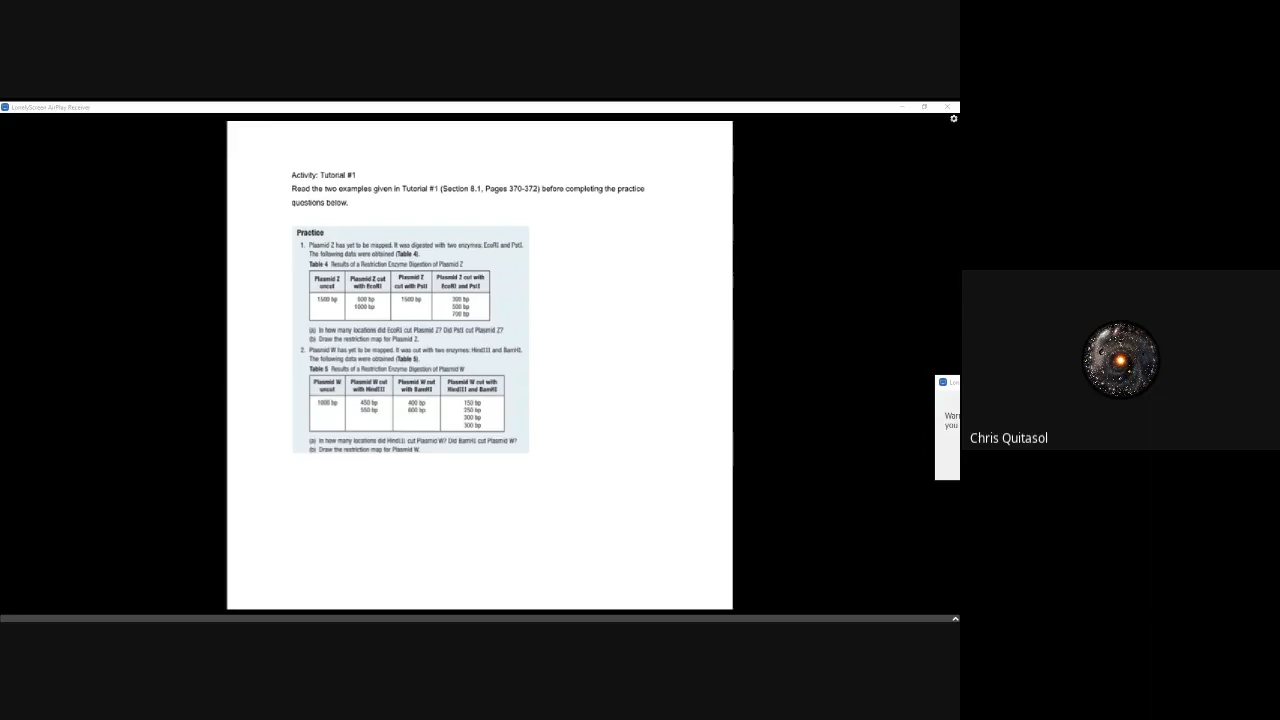 LonelyScreen AirPlay Receiver
Activity: Tutorial #1
Read the two examples given in Tutorial #1 (Section 8.1, Pages 370-372) before completing the practice
questions below.
Practice
1. Plasmid Z has yet to be mapped. It was digested with two enzymes: EcoRI and PstI.
The following data were obtained (Table 4).
Table 4 Results of a Restriction Enzyme Digestion of Plasmid Z
Plasmid Z uncut | Plasmid Z cut with EcoRI | Plasmid Z cut with PstI | Plasmid Z cut with EcoRI and PstI
1500 bp 500 bp 1500 bp 300 bp
1000 bp 500 bp
700 bp
(a) In how many locations did EcoRI cut Plasmid Z? Did PstI cut Plasmid Z?
(b) Draw the restriction map for Plasmid Z.
2. Plasmid W has yet to be mapped. It was cut with two enzymes: HindIII and BamHI.
The following data were obtained (Table 5).
Table 5 Results of a Restriction Enzyme Digestion of Plasmid W
Plasmid W uncut | Plasmid W cut with HindIII | Plasmid W cut with BamHI | Plasmid W cut with HindIII and BamHI
1000 bp 450 bp 400 bp 150 bp
550 bp 600 bp 250 bp
300 bp
300 bp
(a) In how many locations did HindIII cut Plasmid W? Did BamHI cut Plasmid W?
(b) Draw the restriction map for Plasmid W.
Lon
you
Chris Quitasol